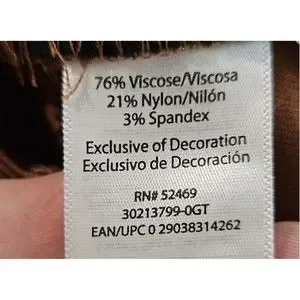 76% Viscose/Viscosa
21% Nylon/Nilón
3% Spandex
Exclusive of Decoration
Exclusivo de Decoración
RN# 52469
30213799-0GT
EAN/UPC 0 29038314262